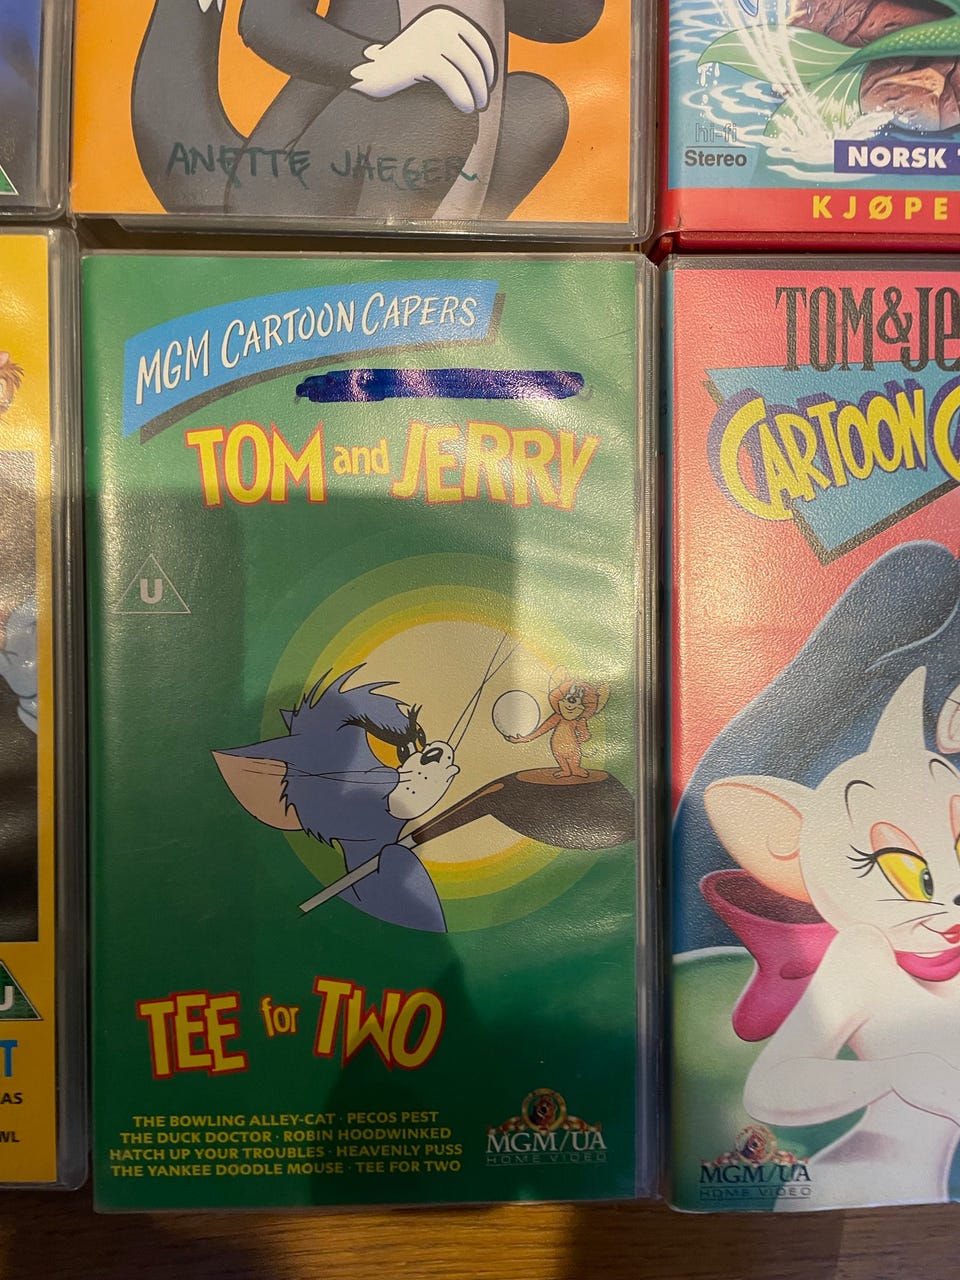 ANETTE JAEGER
hi-fi
Stereo
NORSK
KJØPE
MGM CARTOON CAPERS
TOM and JERRY
U
TEE for TWO
THE BOWLING ALLEY-CAT · PECOS PEST
THE DUCK DOCTOR · ROBIN HOODWINKED
HATCH UP YOUR TROUBLES · HEAVENLY PUSS
THE YANKEE DOODLE MOUSE · TEE FOR TWO
MGM/UA
HOME VIDEO
TOM & JE
CARTOON C
MGM/UA
HOME VIDEO
U
T
AS
WL